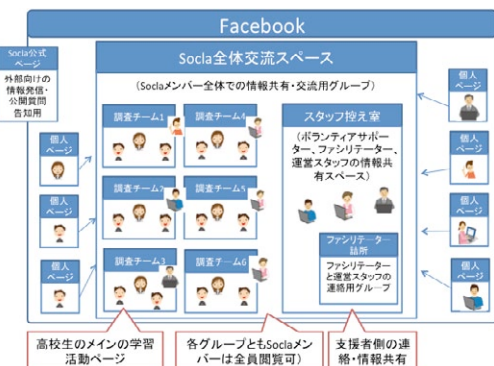 Facebook
Socla公式
ページ
外部向けの
情報発信・
公開質問
告知用
Socla全体交流スペース
(Soclaメンバー全体での情報共有・交流用グループ)
調査チーム1
調査チーム4
調査チーム2
調査チーム5
調査チーム3
調査チーム6
スタッフ控え室
(ボランティアサポー
ター、ファシリテーター、
運営スタッフの情報共
有スペース)
ファシリテーター
詰所
ファシリテーター
と運営スタッフの
連絡用グループ
個人
ページ
個人
ページ
個人
ページ
個人
ページ
個人
ページ
個人
ページ
個人
ページ
高校生のメインの学習
活動ページ
各グループともSoclaメン
バーは全員閲覧可)
支援者側の連
絡・情報共有